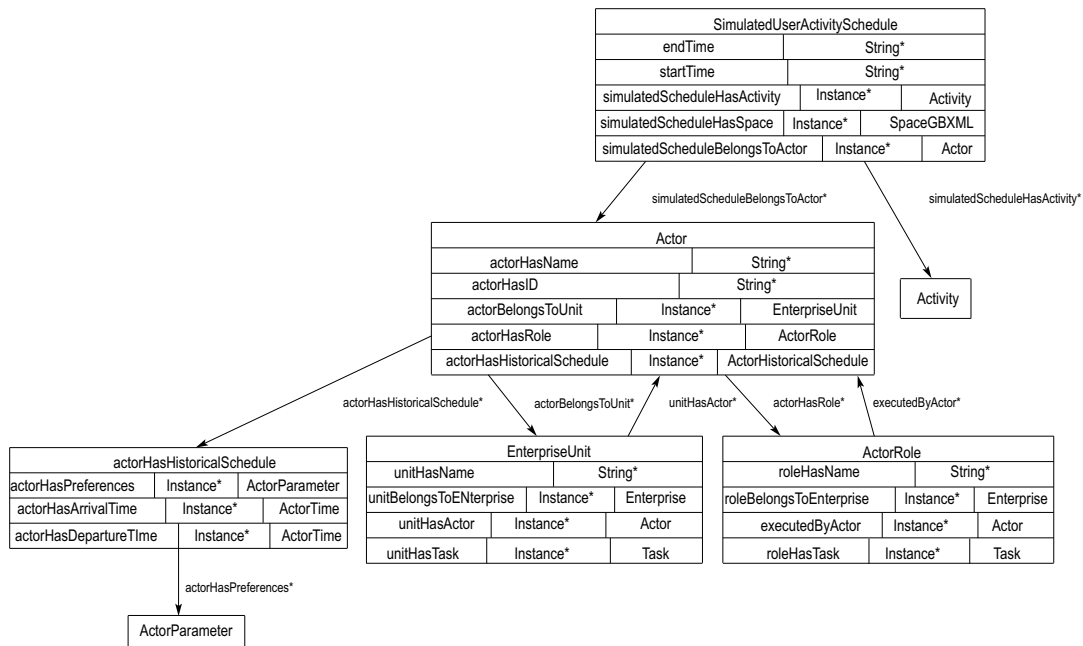 SimulatedUserActivitySchedule
endTime String*
startTime String*
simulatedScheduleHasActivity Instance* Activity
simulatedScheduleHasSpace Instance* SpaceGBXML
simulatedScheduleBelongsToActor Instance* Actor
simulatedScheduleBelongsToActor* simulatedScheduleHasActivity*
Actor
actorHasName String*
actorHasID String*
actorBelongsToUnit Instance* EnterpriseUnit
actorHasRole Instance* ActorRole
actorHasHistoricalSchedule Instance* ActorHistoricalSchedule
Activity
actorHasHistoricalSchedule* actorBelongsToUnit* unitHasActor* actorHasRole* executedByActor*
actorHasHistoricalSchedule
actorHasPreferences Instance* ActorParameter
actorHasArrivalTime Instance* ActorTime
actorHasDepartureTIme Instance* ActorTime
EnterpriseUnit
unitHasName String*
unitBelongsToENterprise Instance* Enterprise
unitHasActor Instance* Actor
unitHasTask Instance* Task
ActorRole
roleHasName String*
roleBelongsToEnterprise Instance* Enterprise
executedByActor Instance* Actor
roleHasTask Instance* Task
actorHasPreferences*
ActorParameter